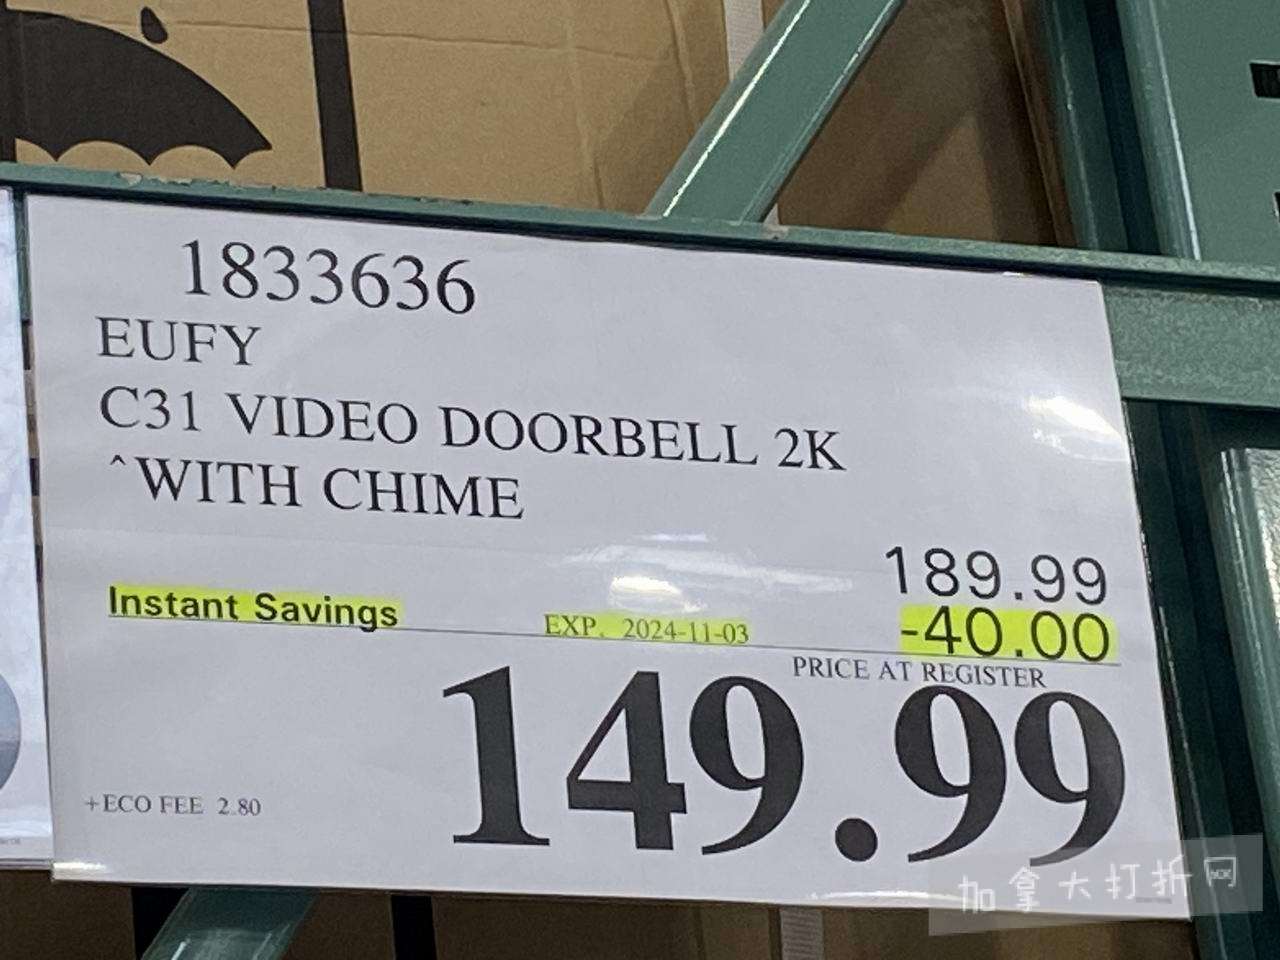 1833636
EUFY
C31 VIDEO DOORBELL 2K
^WITH CHIME
189.99
Instant Savings EXP. 2024-11-03 -40.00
PRICE AT REGISTER
149.99
+ECO FEE 2.80
加拿大打折网